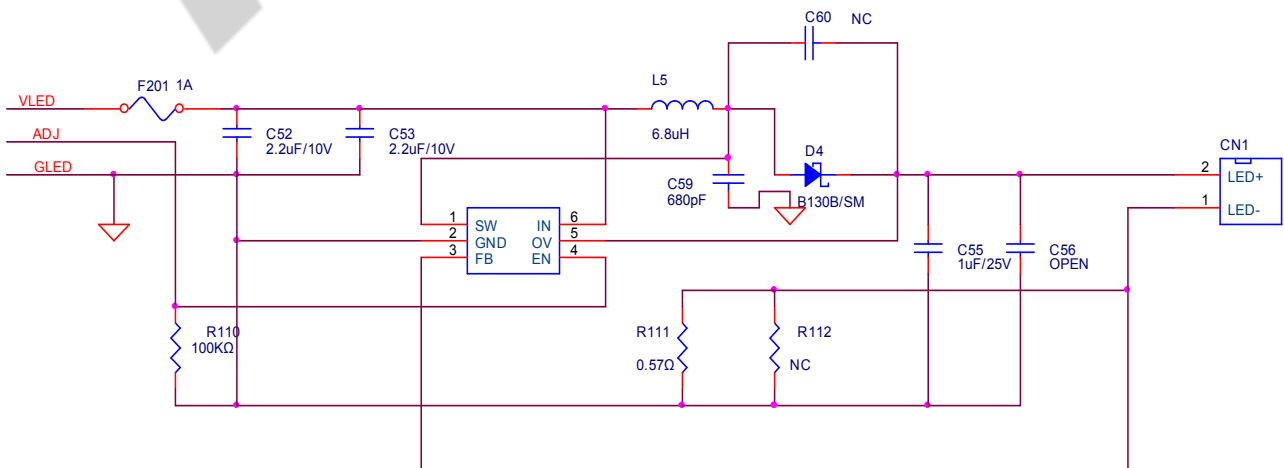 C60 NC
F201 1A
L5
VLED
ADJ
C52
2.2uF/10V
C53
2.2uF/10V
6.8uH
D4
CN1
GLED
2 LED+
C59
680pF
B130B/SM
1 LED-
1 SW IN 6
2 GND OV 5
3 FB EN 4
C55
1uF/25V
C56
OPEN
R110
100KΩ
R111
0.57Ω
R112
NC